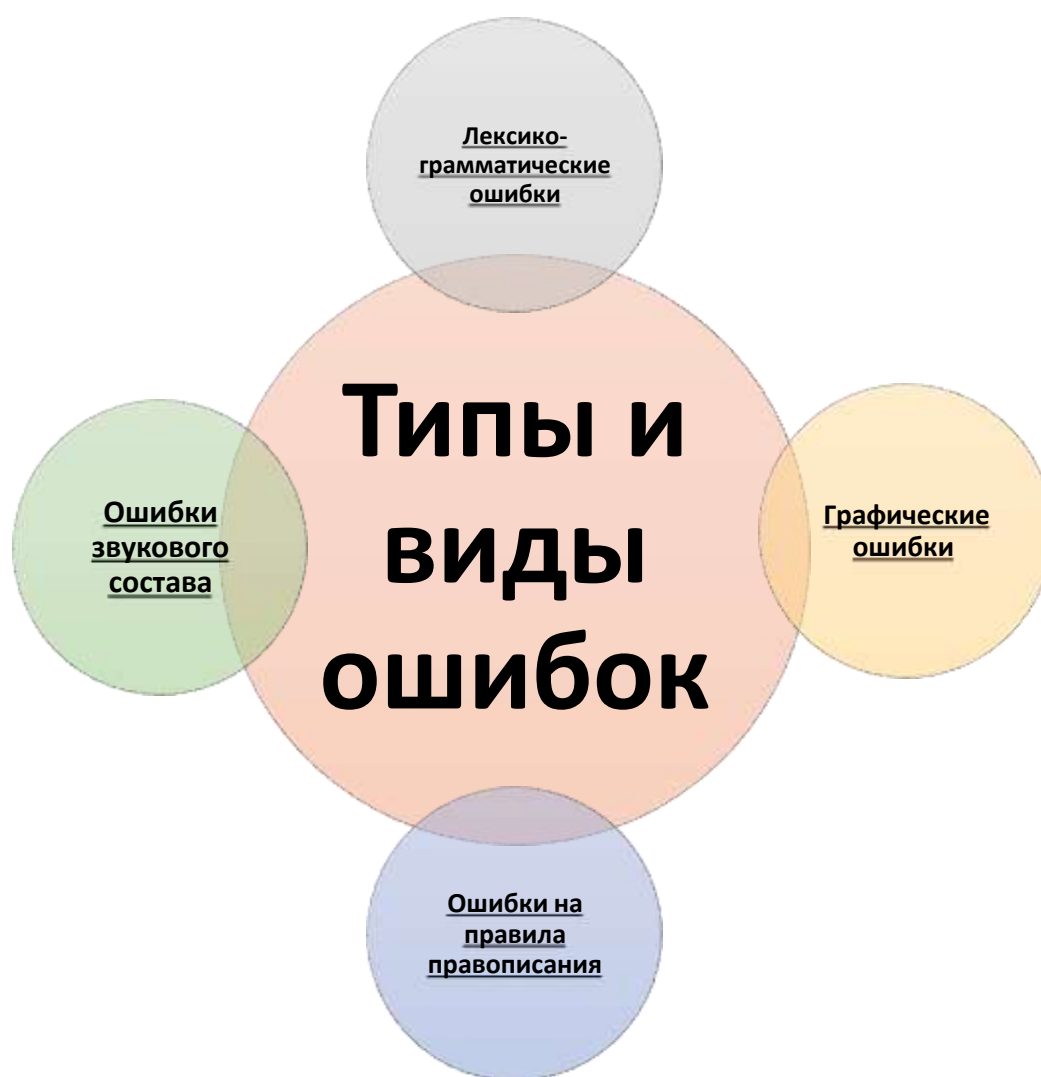 Лексико-
грамматические
ошибки
Типы и
виды
ошибок
Ошибки
звукового
состава
Графические
ошибки
Ошибки на
правила
правописания